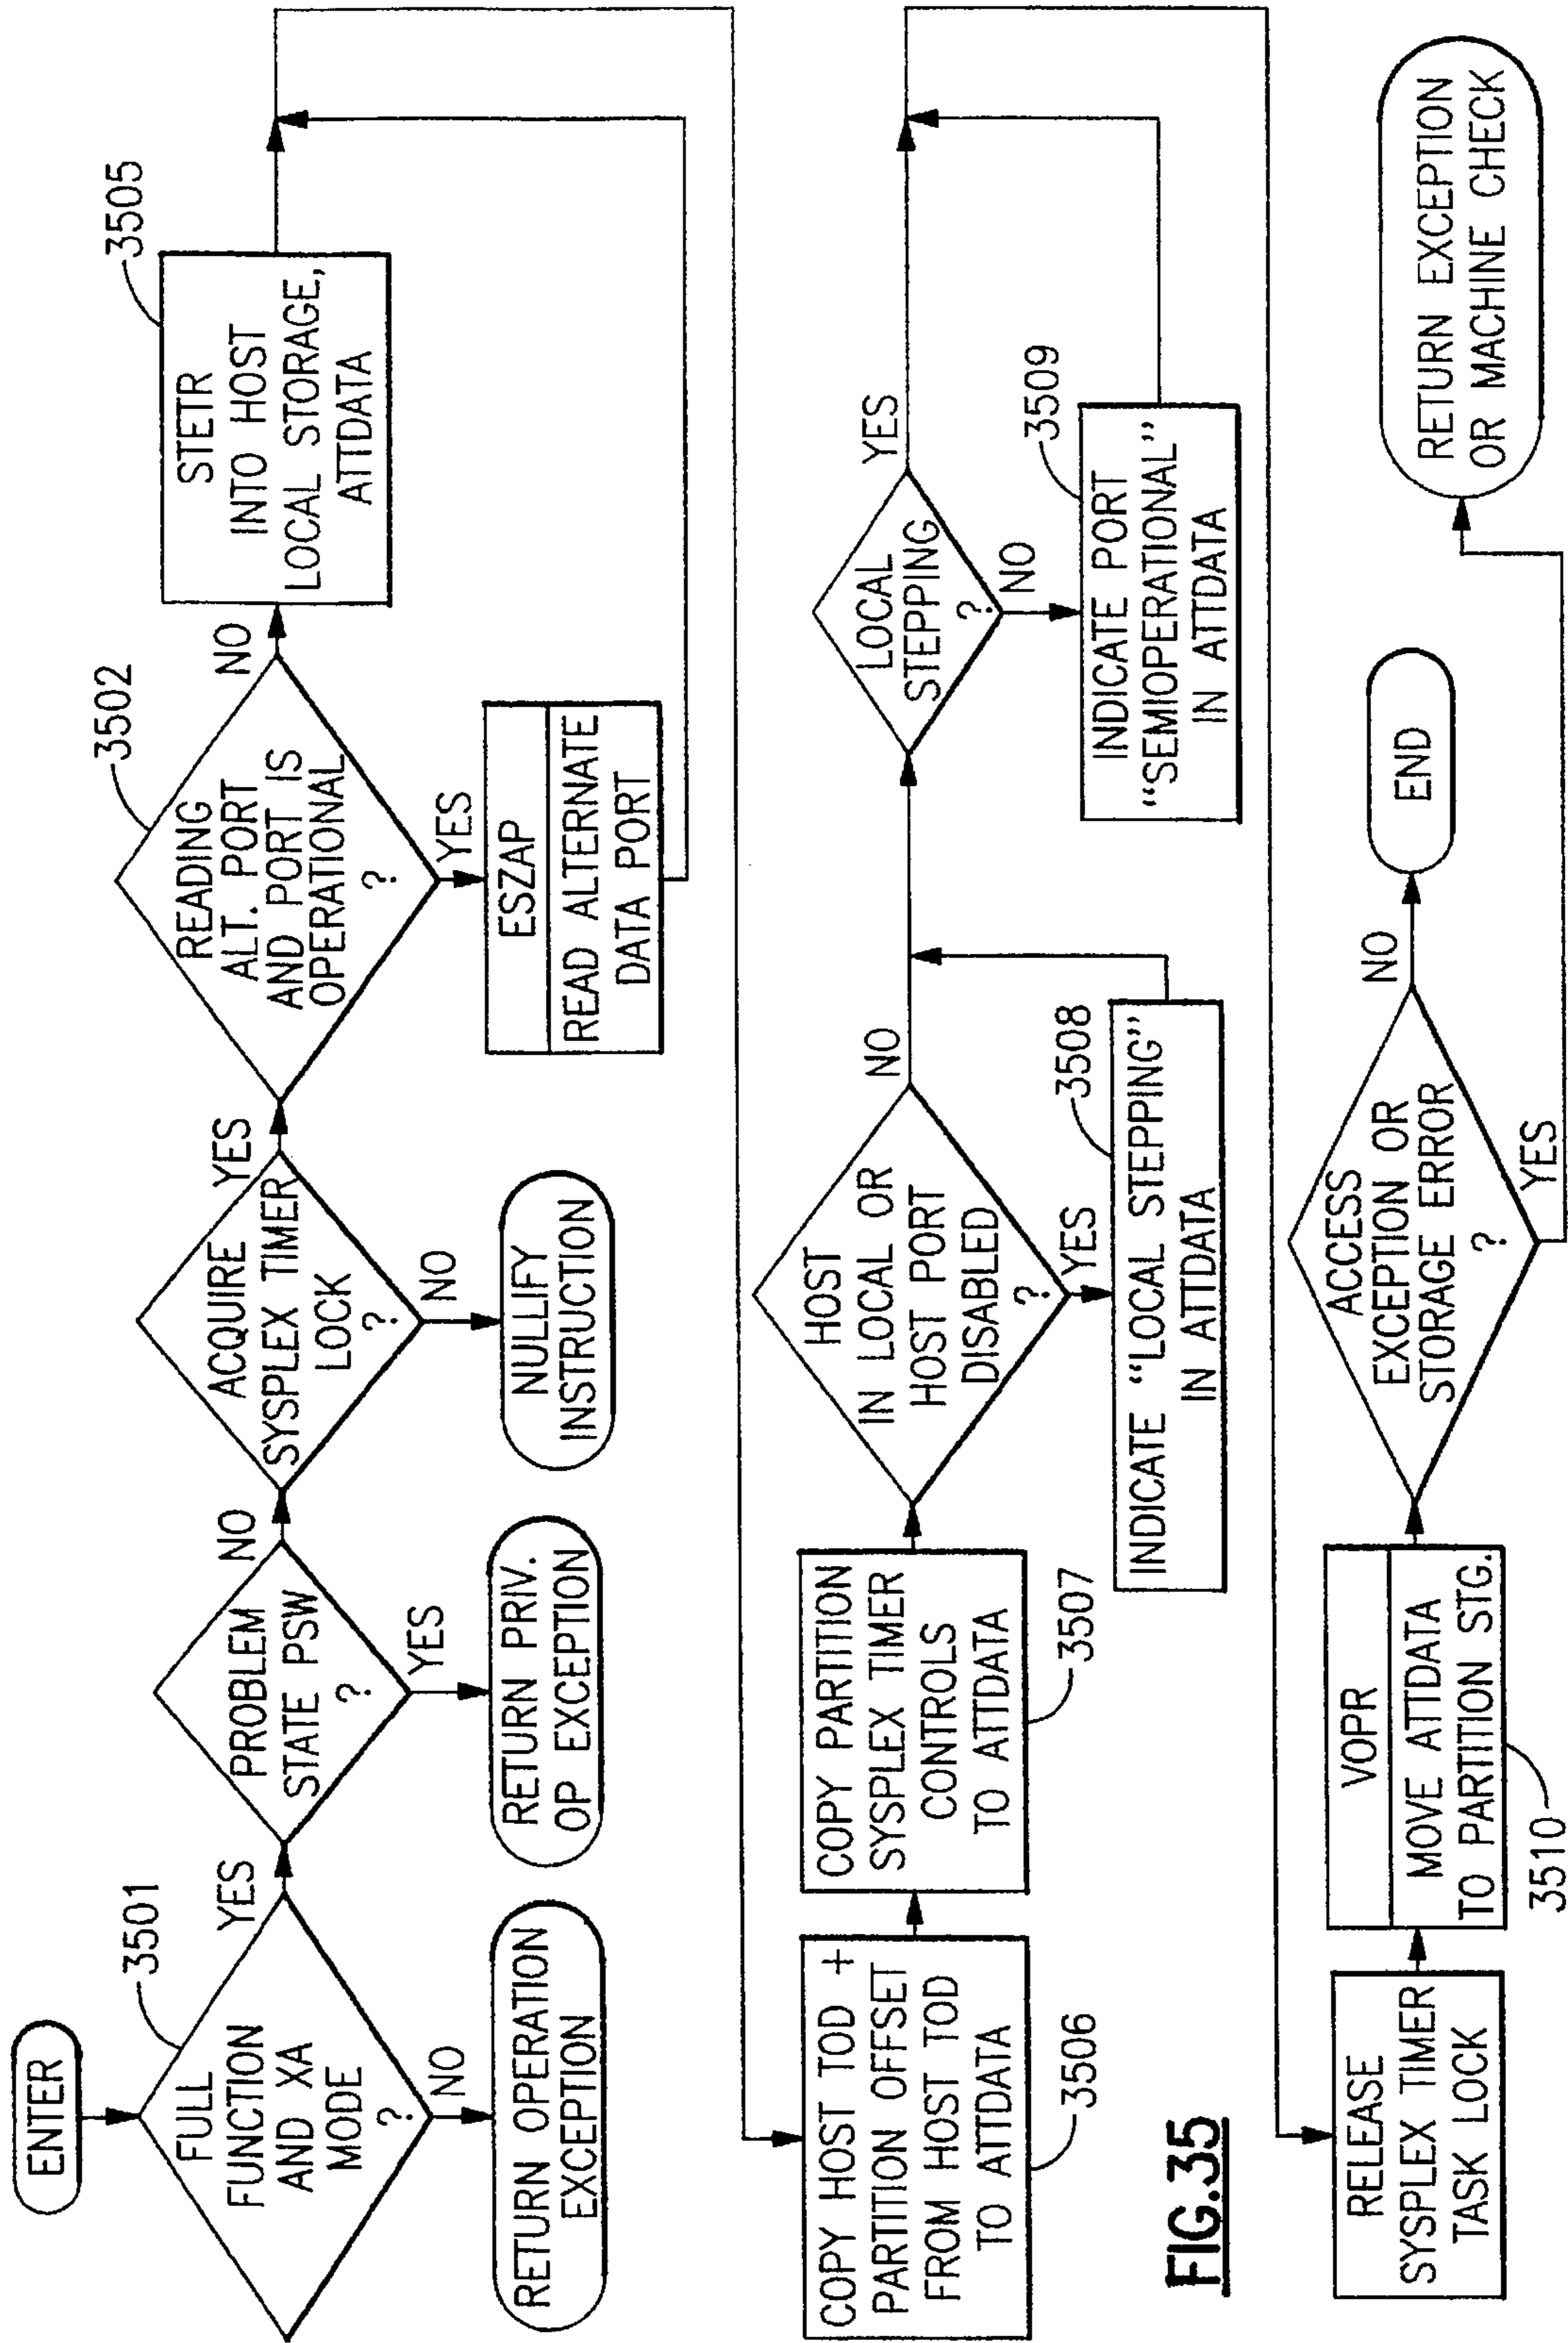 ENTER
3501
FULL
FUNCTION
AND XA
MODE
?
YES
NO
RETURN OPERATION
EXCEPTION
PROBLEM
STATE PSW
?
NO
YES
RETURN PRIV.
OP EXCEPTION
ACQUIRE
SYSPLEX TIMER
LOCK
?
YES
NO
NULLIFY
INSTRUCTION
3502
READING
ALT. PORT
AND PORT IS
OPERATIONAL
?
NO
YES
ESZAP
READ ALTERNATE
DATA PORT
3505
STETR
INTO HOST
LOCAL STORAGE,
ATTDATA
COPY HOST TOD +
PARTITION OFFSET
FROM HOST TOD
TO ATTDATA
3506
COPY PARTITION
SYSPLEX TIMER
CONTROLS
TO ATTDATA
3507
HOST
IN LOCAL OR
HOST PORT
DISABLED
?
NO
YES
3508
INDICATE “LOCAL STEPPING”
IN ATTDATA
LOCAL
STEPPING
?
YES
NO
3509
INDICATE PORT
“SEMIOPERATIONAL”
IN ATTDATA
RELEASE
SYSPLEX TIMER
TASK LOCK
VOPR
MOVE ATTDATA
TO PARTITION STG.
3510
ACCESS
EXCEPTION OR
STORAGE ERROR
?
NO
YES
END
RETURN EXCEPTION
OR MACHINE CHECK
FIG.35